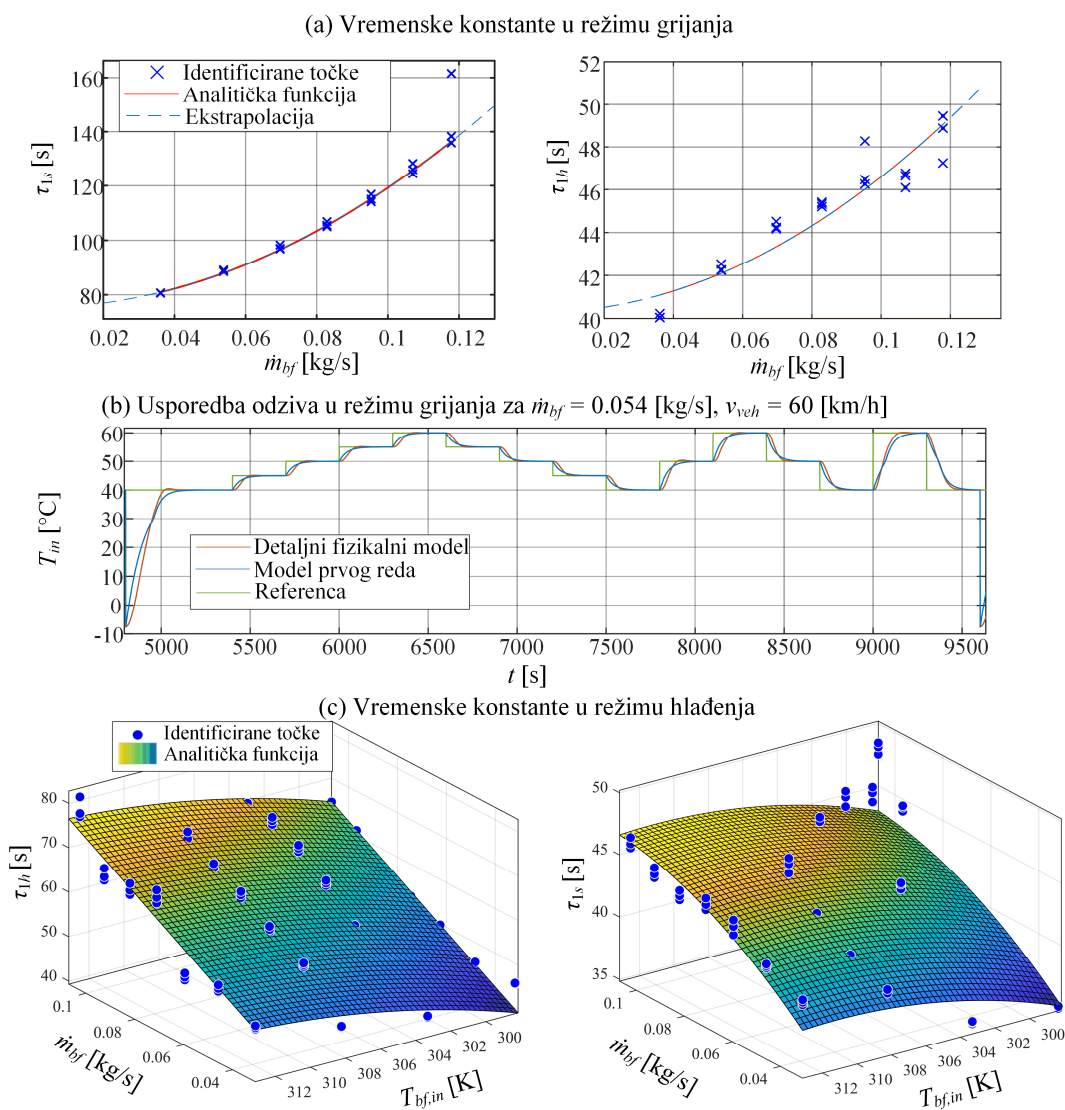 (a) Vremenske konstante u režimu grijanja
Identificirane točke
Analitička funkcija
Ekstrapolacija
τ1s [s]
160
140
120
100
80
0.02 0.04 0.06 0.08 0.1 0.12
ṁbf [kg/s]
τ1h [s]
52
50
48
46
44
42
40
0.02 0.04 0.06 0.08 0.1 0.12
ṁbf [kg/s]
(b) Usporedba odziva u režimu grijanja za ṁbf = 0.054 [kg/s], vveh = 60 [km/h]
Tin [°C]
60
50
40
30
20
10
0
-10
Detaljni fizikalni model
Model prvog reda
Referenca
5000 5500 6000 6500 7000 7500 8000 8500 9000 9500
t [s]
(c) Vremenske konstante u režimu hlađenja
Identificirane točke
Analitička funkcija
τ1h [s]
80
70
60
50
40
0.1
0.08
0.06
0.04
ṁbf [kg/s]
312 310 308 306 304 302 300
Tbf,in [K]
τ1s [s]
50
45
40
35
0.1
0.08
0.06
0.04
ṁbf [kg/s]
312 310 308 306 304 302 300
Tbf,in [K]